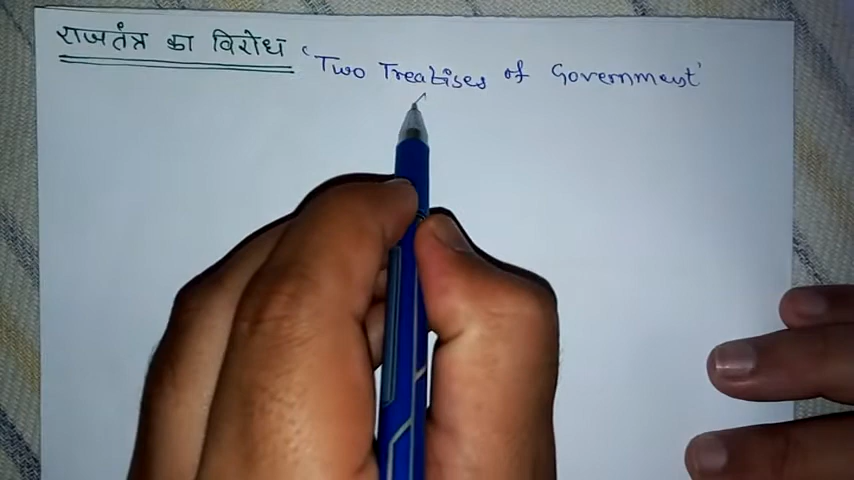 राजतंत्र का विरोध 'Two Treatises of Government'